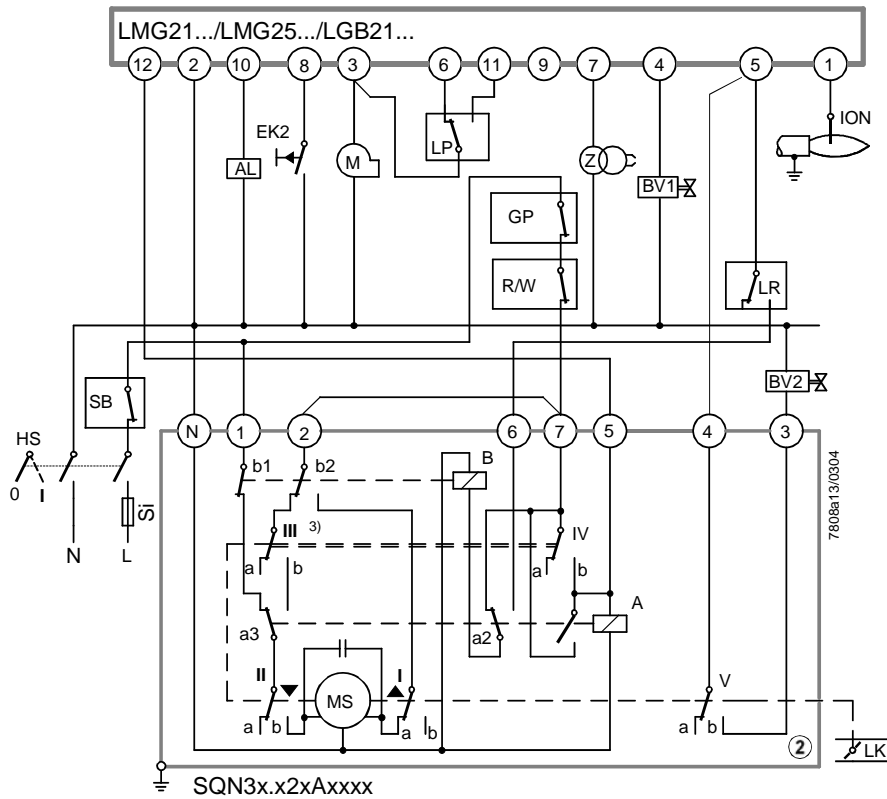 LMG21.../LMG25.../LGB21...
12 2 10 8 3 6 11 9 7 4 5 1
EK2
ION
LP
AL
M
Z
BV1
GP
R/W
LR
SB
BV2
HS
N 1 2 6 7 5 4 3
0 I
b1 b2 B
Si
N L
III 3) IV
a b a b
A
a3 a2
II I V
MS
a b a b a b
2
LK
7808a13/0304
SQN3x.x2xAxxxx